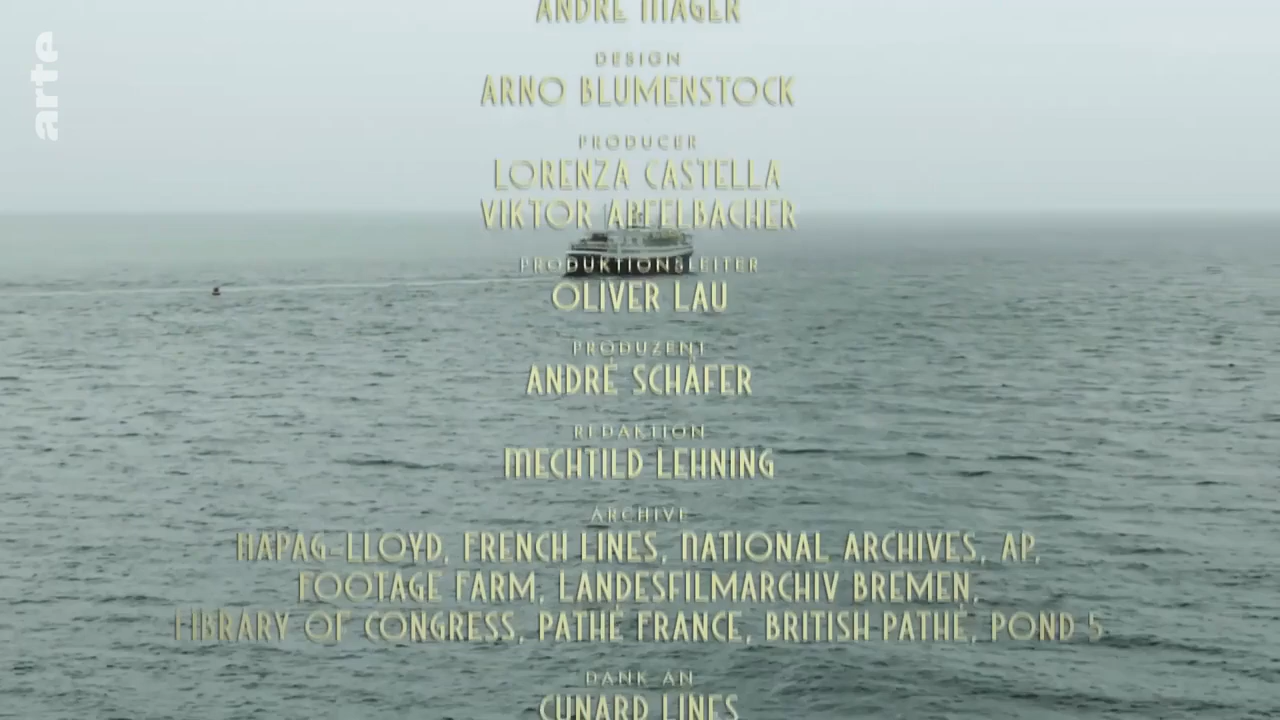 arte
ANDRÉ MAGER
DESIGN
ARNO BLUMENSTOCK
PRODUCER
LORENZA CASTELLA
VIKTOR APFELBACHER
PRODUKTIONSLEITER
OLIVER LAU
PRODUZENT
ANDRÉ SCHÄFER
REDAKTION
MECHTILD LEHNING
ARCHIVE
HAPAG-LLOYD, FRENCH LINES, NATIONAL ARCHIVES, AP,
FOOTAGE FARM, LANDESFILMARCHIV BREMEN,
LIBRARY OF CONGRESS, PATHÉ FRANCE, BRITISH PATHÉ, POND 5
DANK AN
CUNARD LINES